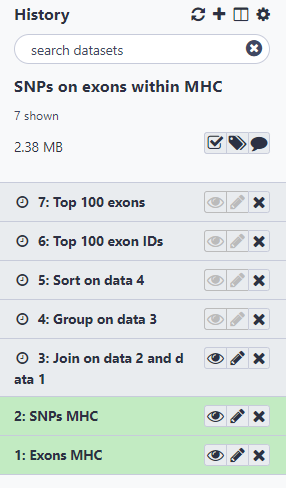 History
search datasets
SNPs on exons within MHC
7 shown
2.38 MB
7: Top 100 exons
6: Top 100 exon IDs
5: Sort on data 4
4: Group on data 3
3: Join on data 2 and d
ata 1
2: SNPs MHC
1: Exons MHC